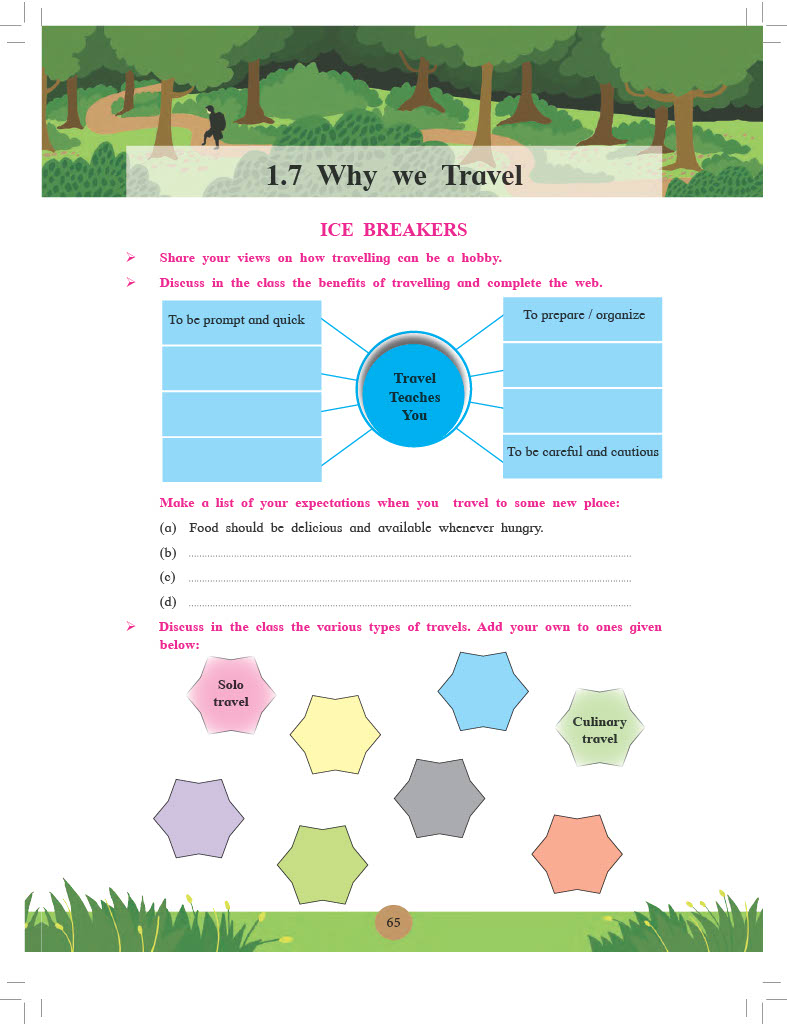 1.7 Why we Travel
ICE BREAKERS
➢ Share your views on how travelling can be a hobby.
➢ Discuss in the class the benefits of travelling and complete the web.
To be prompt and quick
To prepare / organize
Travel
Teaches
You
To be careful and cautious
Make a list of your expectations when you travel to some new place:
(a) Food should be delicious and available whenever hungry.
(b) ..........
(c) ..........
(d) ..........
➢ Discuss in the class the various types of travels. Add your own to ones given
below:
Solo
travel
Culinary
travel
65